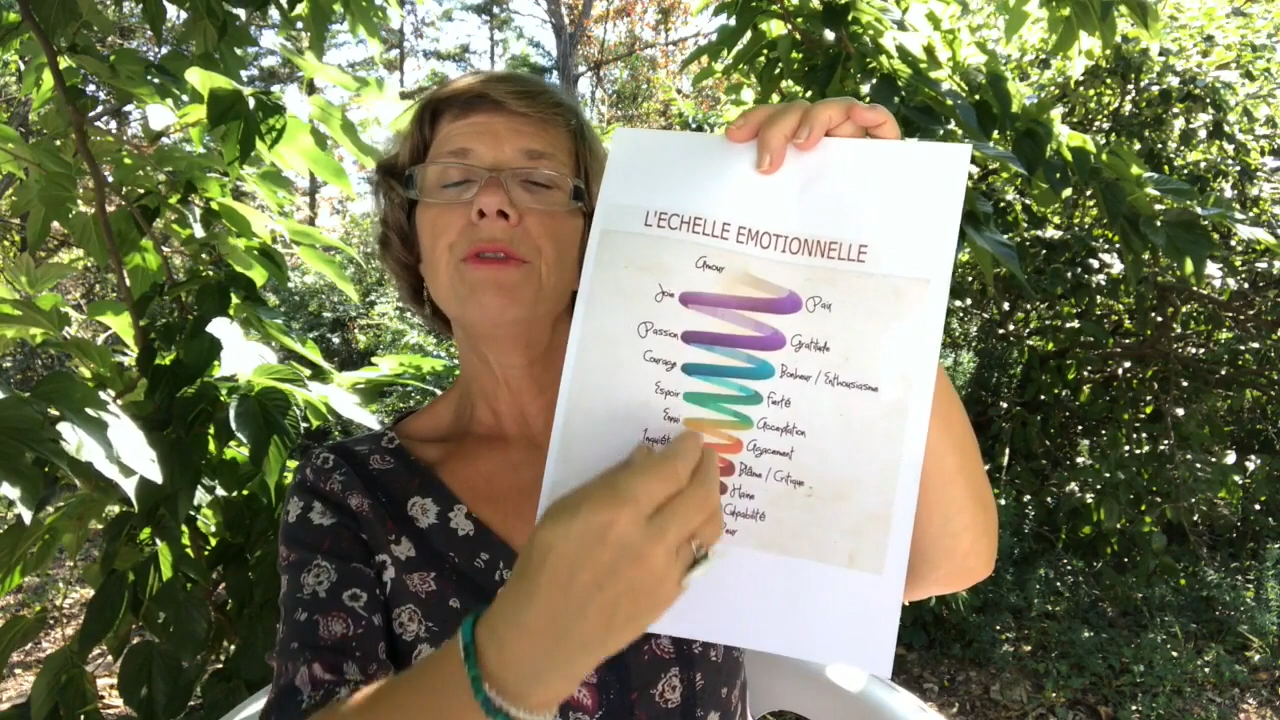 L'ECHELLE EMOTIONNELLE
Amour
Joie Paix
Passion Gratitude
Courage Bonheur / Enthousiasme
Espoir Fierté
Ennui Acceptation
Agacement
Blâme / Critique
Haine
Culpabilité